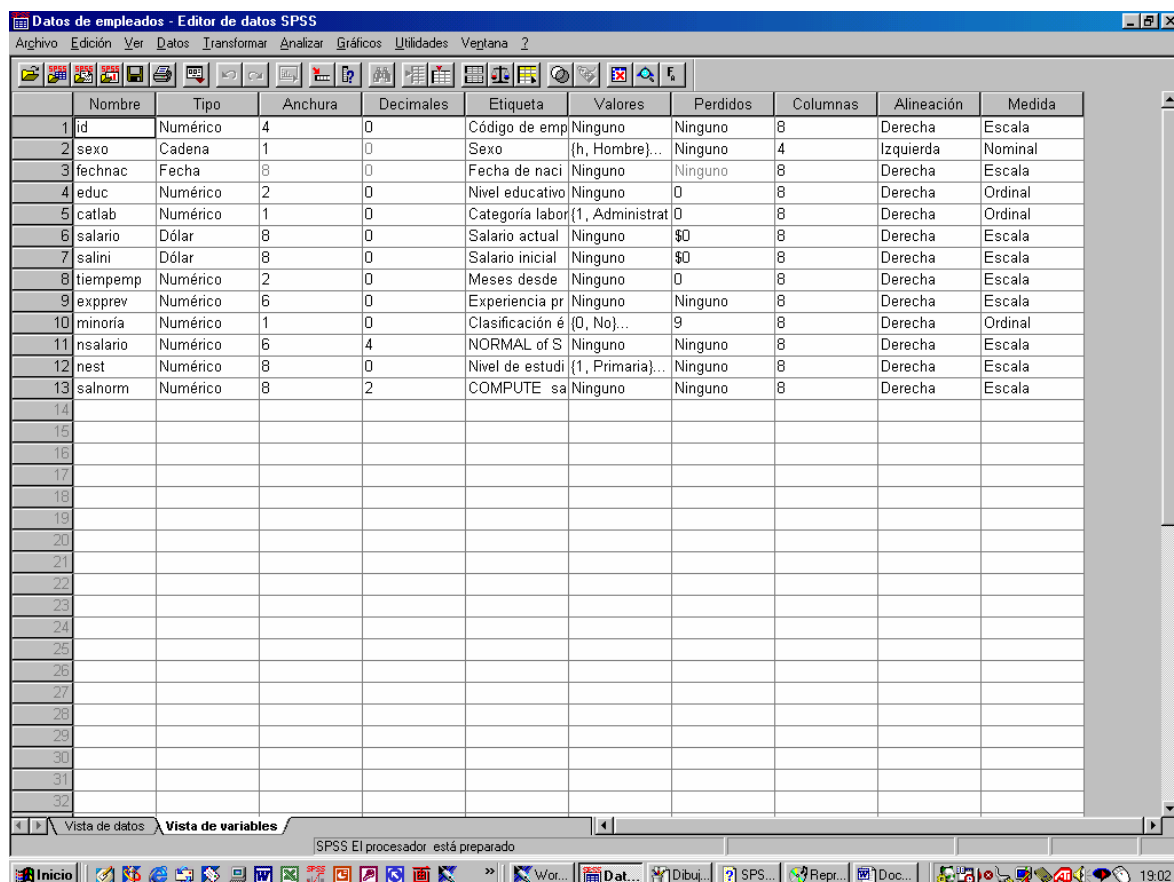 Datos de empleados - Editor de datos SPSS
Archivo Edición Ver Datos Transformar Analizar Gráficos Utilidades Ventana ?
Nombre Tipo Anchura Decimales Etiqueta Valores Perdidos Columnas Alineación Medida
1 id Numérico 4 0 Código de emp Ninguno Ninguno 8 Derecha Escala
2 sexo Cadena 1 0 Sexo {h, Hombre}... Ninguno 4 Izquierda Nominal
3 fechnac Fecha 8 0 Fecha de naci Ninguno Ninguno 8 Derecha Escala
4 educ Numérico 2 0 Nivel educativo Ninguno 0 8 Derecha Ordinal
5 catlab Numérico 1 0 Categoría labor {1, Administrat 0 8 Derecha Ordinal
6 salario Dólar 8 0 Salario actual Ninguno $0 8 Derecha Escala
7 salini Dólar 8 0 Salario inicial Ninguno $0 8 Derecha Escala
8 tiempemp Numérico 2 0 Meses desde Ninguno 0 8 Derecha Escala
9 expprev Numérico 6 0 Experiencia pr Ninguno Ninguno 8 Derecha Escala
10 minoría Numérico 1 0 Clasificación é {0, No}... 9 8 Derecha Ordinal
11 nsalario Numérico 6 4 NORMAL of S Ninguno Ninguno 8 Derecha Escala
12 nest Numérico 8 0 Nivel de estudi {1, Primaria}... Ninguno 8 Derecha Escala
13 salnorm Numérico 8 2 COMPUTE sa Ninguno Ninguno 8 Derecha Escala
14
15
16
17
18
19
20
21
22
23
24
25
26
27
28
29
30
31
32
Vista de datos Vista de variables
SPSS El procesador está preparado
Inicio » Wor... Dat... Dibuj... SPS... Repr... Doc... 19:02